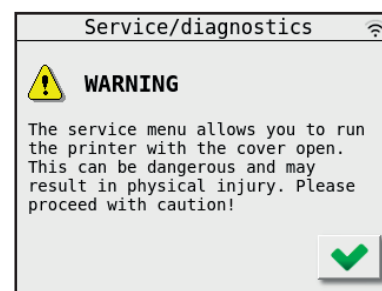 Service/diagnostics
WARNING
The service menu allows you to run
the printer with the cover open.
This can be dangerous and may
result in physical injury. Please
proceed with caution!